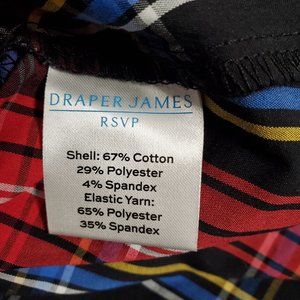 DRAPER JAMES
RSVP
Shell: 67% Cotton
29% Polyester
4% Spandex
Elastic Yarn:
65% Polyester
35% Spandex